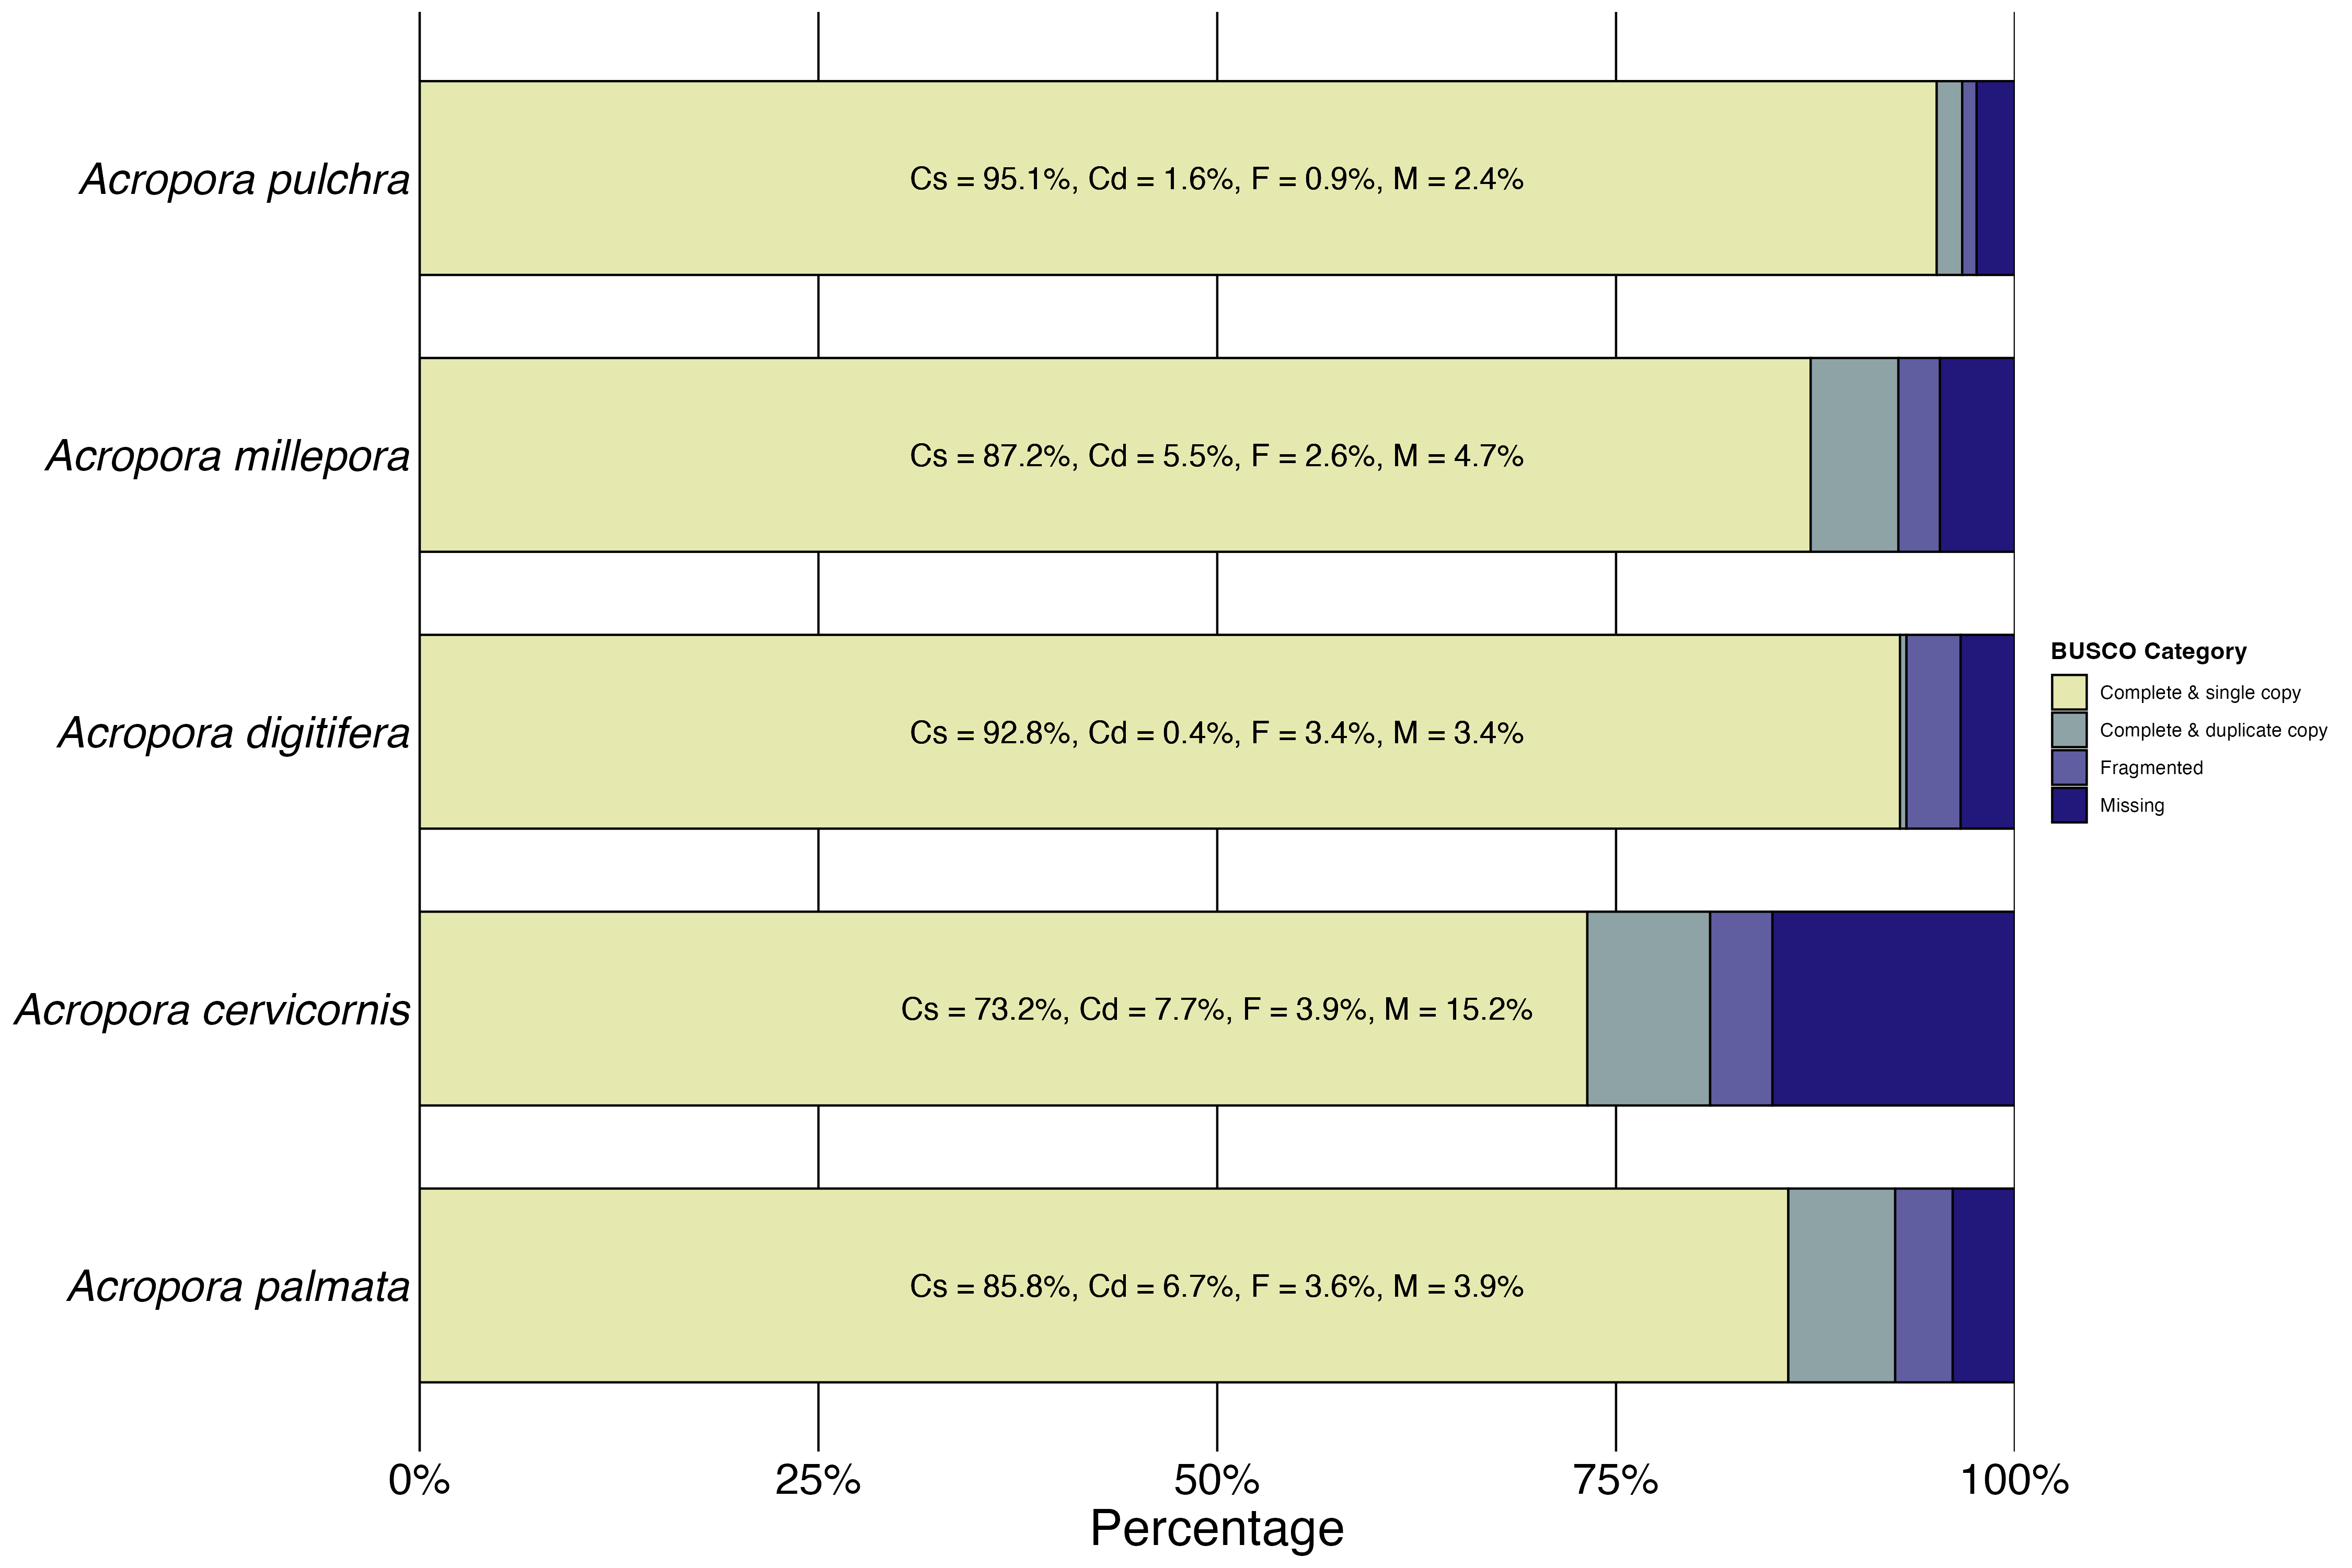 Acropora pulchra
Cs = 95.1%, Cd = 1.6%, F = 0.9%, M = 2.4%
Acropora millepora
Cs = 87.2%, Cd = 5.5%, F = 2.6%, M = 4.7%
Acropora digitifera
Cs = 92.8%, Cd = 0.4%, F = 3.4%, M = 3.4%
Acropora cervicornis
Cs = 73.2%, Cd = 7.7%, F = 3.9%, M = 15.2%
Acropora palmata
Cs = 85.8%, Cd = 6.7%, F = 3.6%, M = 3.9%
0% 25% 50% 75% 100%
Percentage
BUSCO Category
Complete & single copy
Complete & duplicate copy
Fragmented
Missing